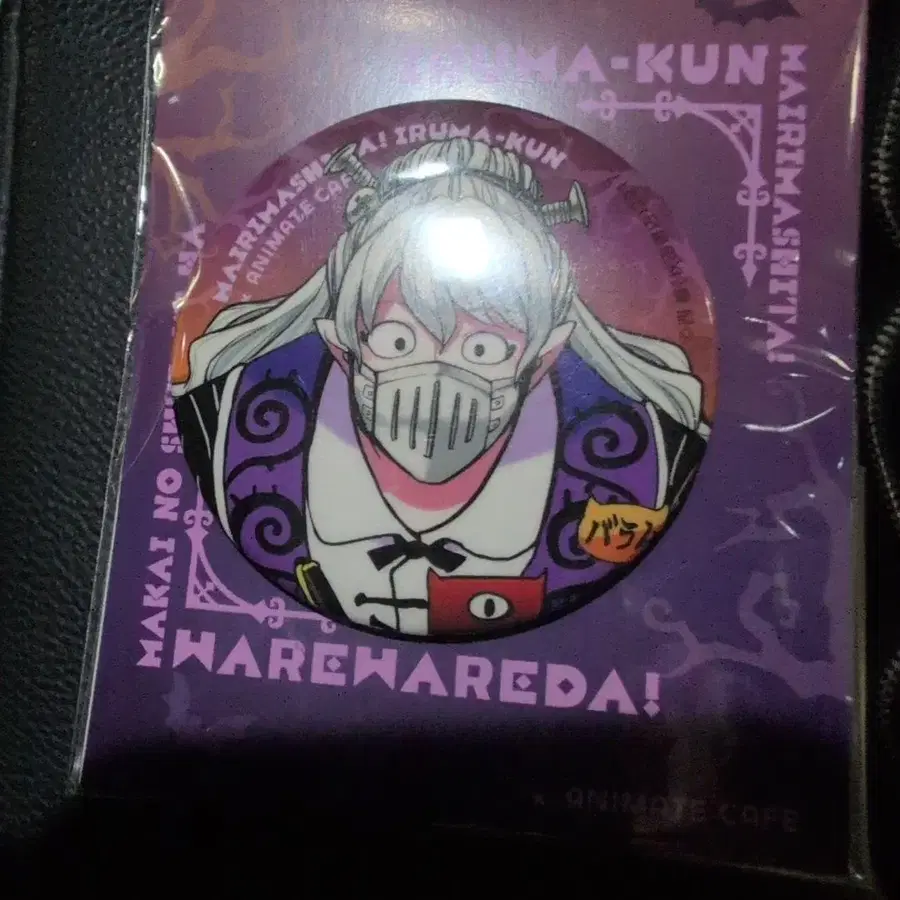 IRUMA-KUN
MAIRIMASHITA!
MAIRIMASHITA! IRUMA-KUN
× ANIMATE CAFE
バラム
MAKAI NO
WAREWAREDA!
× ANIMATE CAFE